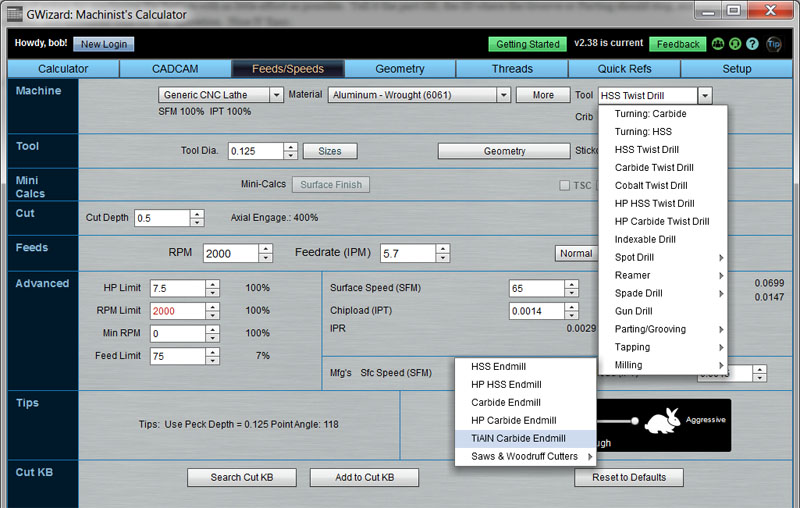 GWizard: Machinist's Calculator
Howdy, bob! New Login Getting Started v2.38 is current Feedback Tip
Calculator CADCAM Feeds/Speeds Geometry Threads Quick Refs Setup
Machine Generic CNC Lathe Material Aluminum - Wrought (6061) More Tool HSS Twist Drill
SFM 100% IPT 100% Crib
Turning: Carbide
Turning: HSS
HSS Twist Drill
Carbide Twist Drill
Cobalt Twist Drill
HP HSS Twist Drill
HP Carbide Twist Drill
Indexable Drill
Spot Drill
Reamer
Spade Drill
Gun Drill
Parting/Grooving
Tapping
Milling
Tool Tool Dia. 0.125 Sizes Geometry
Mini Calcs Mini-Calcs Surface Finish TSC
Cut Cut Depth 0.5 Axial Engage.: 400%
Feeds RPM 2000 Feedrate (IPM) 5.7 Normal
Advanced HP Limit 7.5 100% Surface Speed (SFM) 65 0.0699
0.0147
RPM Limit 2000 100% Chipload (IPT) 0.0014
Min RPM 0 100% IPR 0.0029
Feed Limit 75 7% Mfg's Sfc Speed (SFM)
HSS Endmill
HP HSS Endmill
Carbide Endmill
HP Carbide Endmill
TiAlN Carbide Endmill
Saws & Woodruff Cutters
Tips Tips: Use Peck Depth = 0.125 Point Angle: 118 Aggressive
Cut KB Search Cut KB Add to Cut KB Reset to Defaults